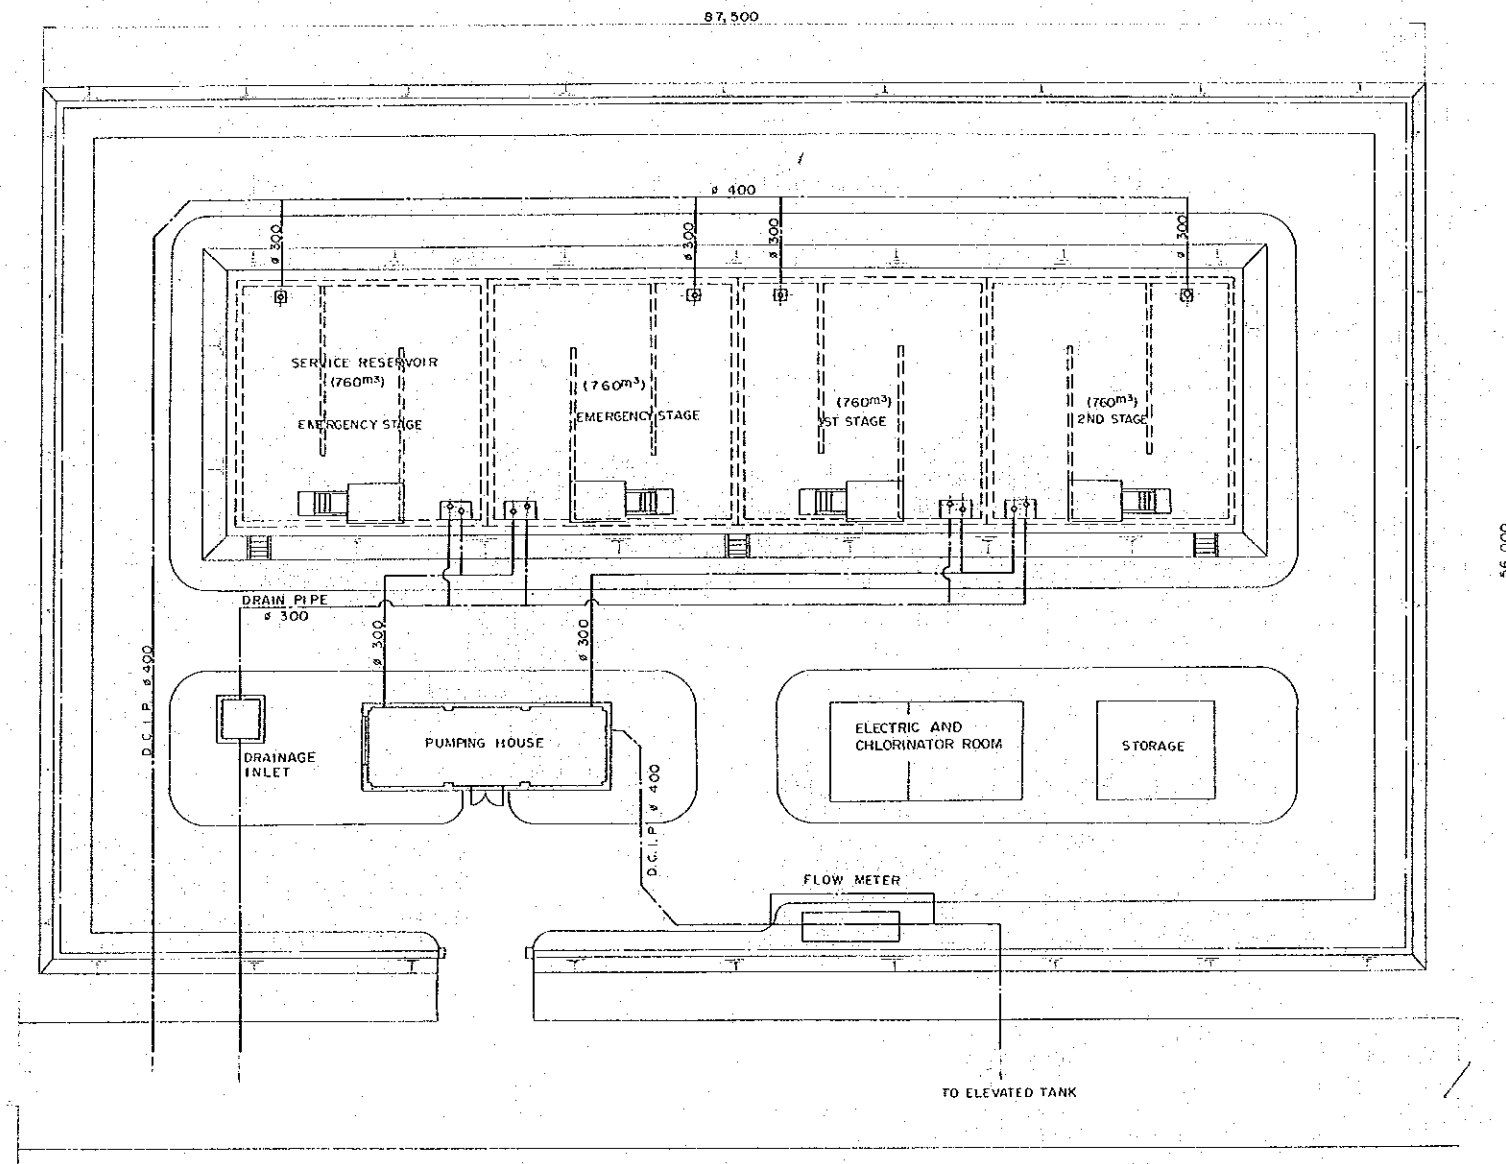 87,500
ø 400
ø 300
ø 300
ø 300
ø 300
SERVICE RESERVOIR
(760m³)
EMERGENCY STAGE
(760m³)
EMERGENCY STAGE
(760m³)
1ST STAGE
(760m³)
2ND STAGE
56,000
DRAIN PIPE
ø 300
ø 300
ø 300
D.C.I.P. ø 400
DRAINAGE
INLET
PUMPING HOUSE
D.C.I.P. ø 400
ELECTRIC AND
CHLORINATOR ROOM
STORAGE
FLOW METER
TO ELEVATED TANK